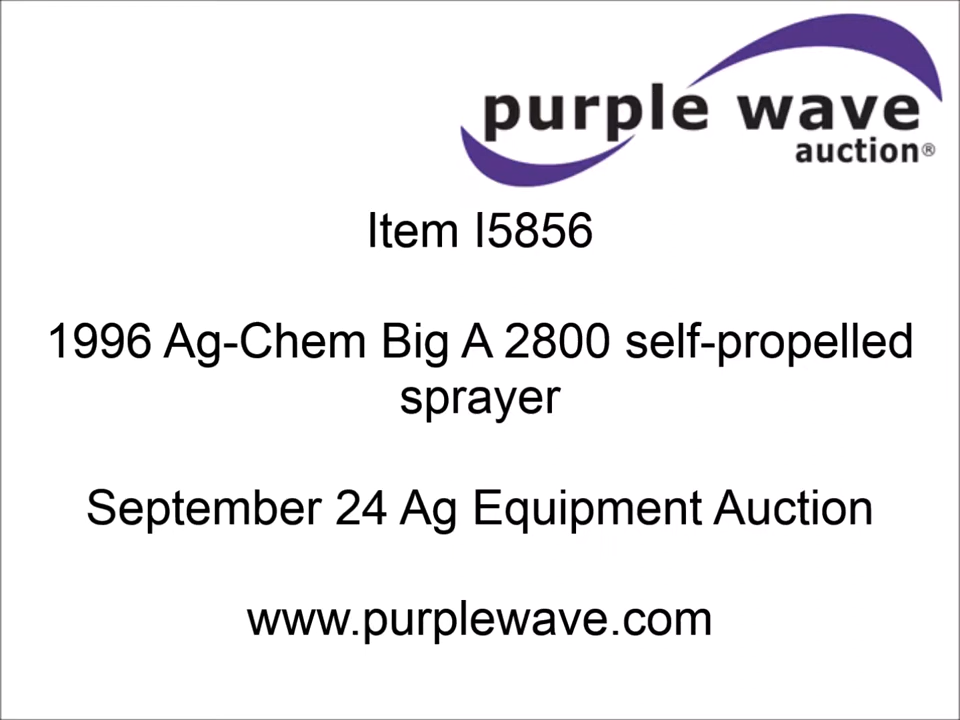 purple wave
auction®
Item I5856
1996 Ag-Chem Big A 2800 self-propelled
sprayer
September 24 Ag Equipment Auction
www.purplewave.com